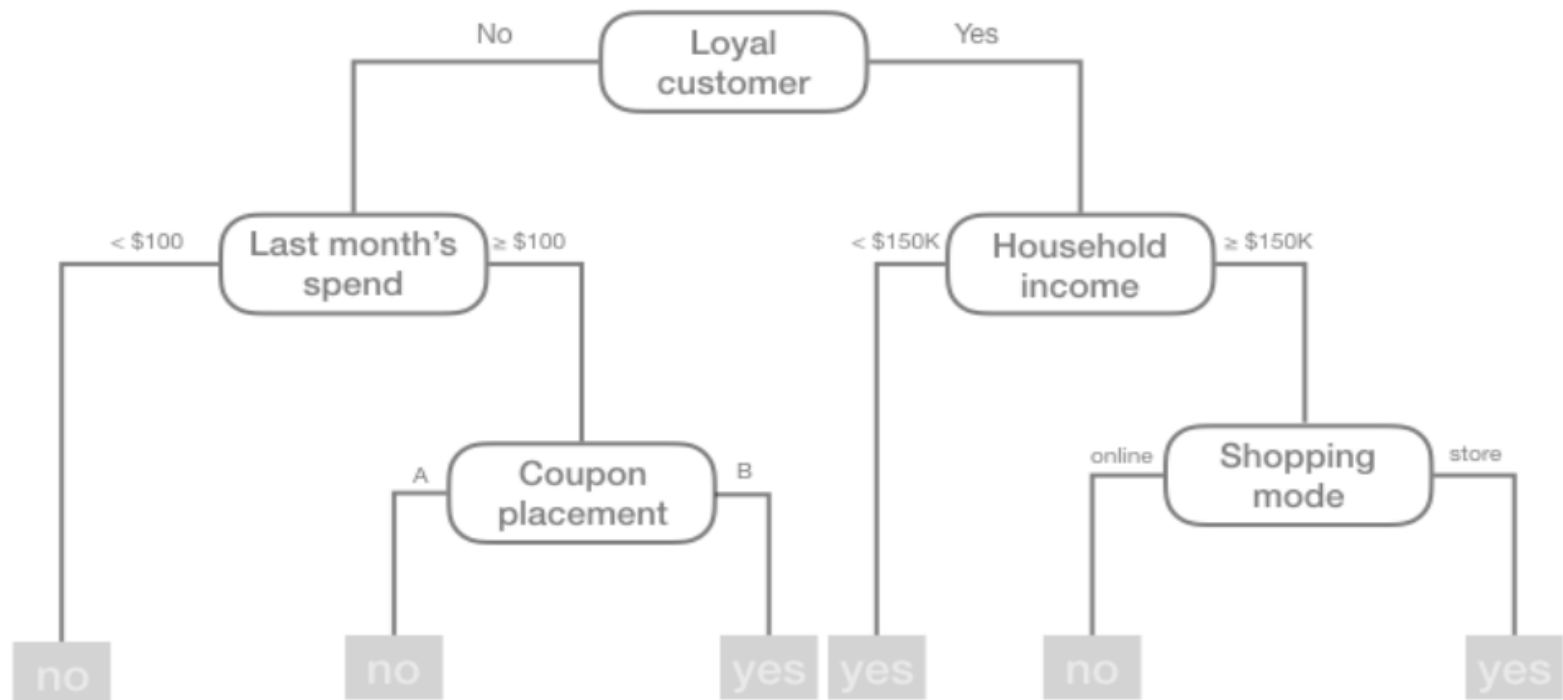 No
Loyal
customer
Yes
< $100
Last month's
spend
≥ $100
< $150K
Household
income
≥ $150K
A
Coupon
placement
B
online
Shopping
mode
store
no
no
yes
yes
no
yes